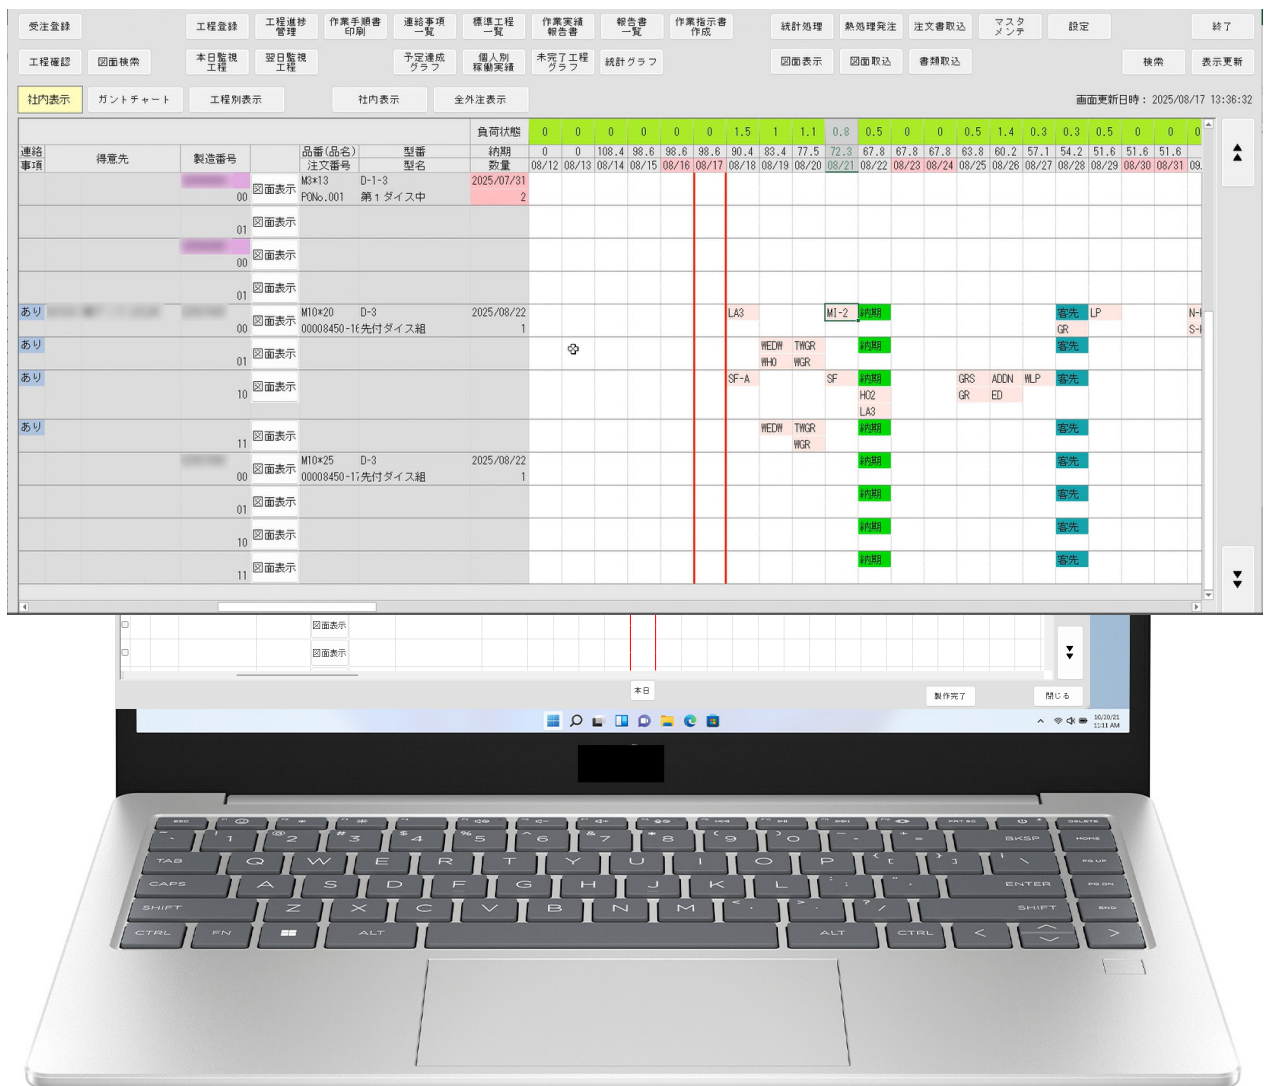 受注登録 工程登録 工程進捗管理 作業手順書印刷 連絡事項一覧 標準工程一覧 作業実績報告書 報告書一覧 作業指示書作成 統計処理 熱処理発注 注文書取込 マスタメンテ 設定 終了
工程確認 図面検索 本日監視工程 翌日監視工程 予定達成グラフ 個人別稼働実績 未完了工程グラフ 統計グラフ 図面表示 図面取込 書類取込 検索 表示更新
社内表示 ガントチャート 工程別表示 社内表示 全外注表示 画面更新日時： 2025/08/17 13:36:32
負荷状態 0 0 0 0 0 0 1.5 1 1.1 0.8 0.5 0 0 0.5 1.4 0.3 0.3 0.5 0 0 0
連絡事項 得意先 製造番号 品番(品名) 型番 納期 0 0 108.4 98.6 98.6 98.6 90.4 83.4 77.5 72.3 67.8 67.8 67.8 63.8 60.2 57.1 54.2 51.6 51.6 51.6
注文番号 型名 数量 08/12 08/13 08/14 08/15 08/16 08/17 08/18 08/19 08/20 08/21 08/22 08/23 08/24 08/25 08/26 08/27 08/28 08/29 08/30 08/31 09.
図面表示 M3*13 D-1-3 2025/07/31
00 PONo.001 第1ダイス中 2
01 図面表示
00 図面表示
01 図面表示
あり 図面表示 M10*20 D-3 2025/08/22 LA3 MI-2 納期 客先 LP
00 00008450-16 先付ダイス組 1 GR
あり 図面表示 WEDW TWGR 納期 客先
01 WHO WGR
あり 図面表示 SF-A SF 納期 GRS ADDN WLP 客先
10 HO2 GR ED
LA3
あり 図面表示 WEDW TWGR 納期 客先
11 WGR
図面表示 M10*25 D-3 2025/08/22 納期 客先
00 00008450-17 先付ダイス組 1
01 図面表示 納期 客先
10 図面表示 納期 客先
11 図面表示 納期 客先
図面表示
図面表示
本日 製作完了 閉じる
10/20/21
11:11 AM
DELETE
BKSP HOME
TAB Q W E R T Y U I O P PG UP
CAPS A S D F G H J K L ENTER PG DN
SHIFT Z X C V B N M SHIFT END
CTRL FN ALT ALT CTRL